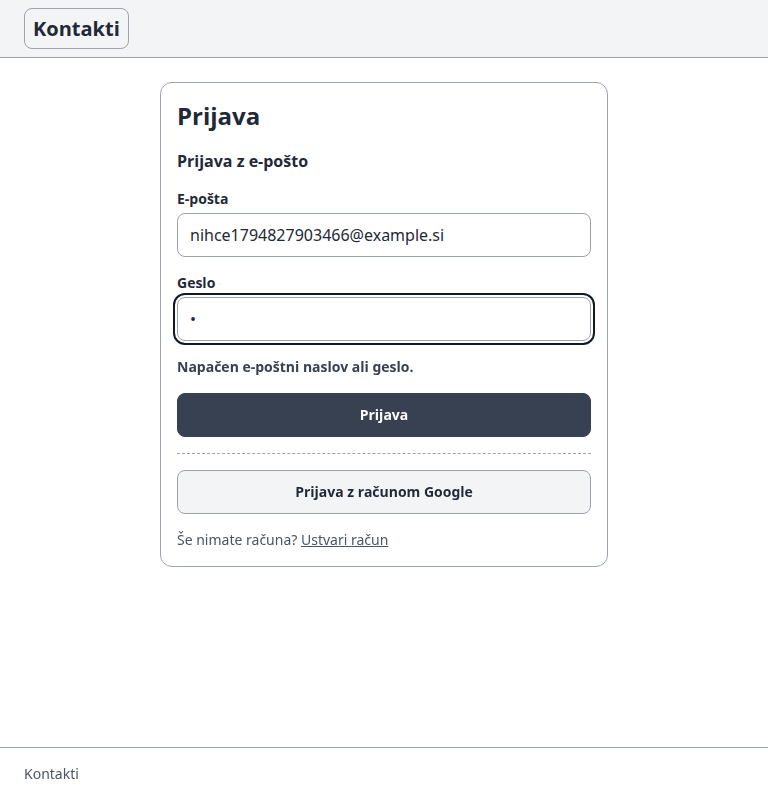 Kontakti
Prijava
Prijava z e-pošto
E-pošta
nihce1794827903466@example.si
Geslo
•
Napačen e-poštni naslov ali geslo.
Prijava
Prijava z računom Google
Še nimate računa? Ustvari račun
Kontakti